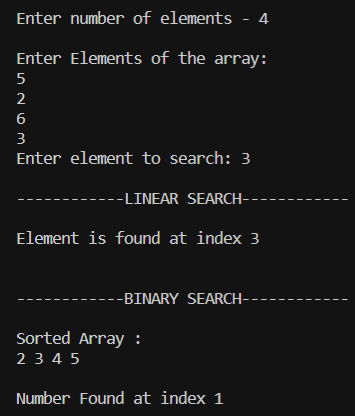 Enter number of elements - 4
Enter Elements of the array:
5
2
6
3
Enter element to search: 3
------------LINEAR SEARCH------------
Element is found at index 3
------------BINARY SEARCH------------
Sorted Array :
2 3 4 5
Number Found at index 1